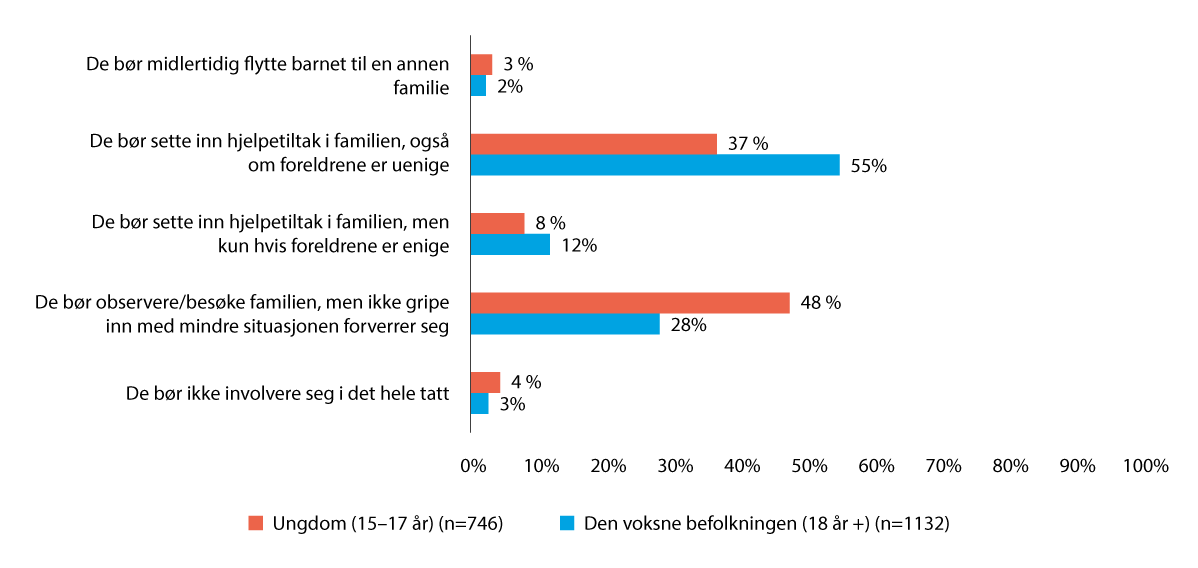 De bør midlertidig flytte barnet til en annen
familie
3 %
2%
De bør sette inn hjelpetiltak i familien, også
om foreldrene er uenige
37 %
55%
De bør sette inn hjelpetiltak i familien, men
kun hvis foreldrene er enige
8 %
12%
De bør observere/besøke familien, men ikke gripe
inn med mindre situasjonen forverrer seg
48 %
28%
De bør ikke involvere seg i det hele tatt
4 %
3%
0% 10% 20% 30% 40% 50% 60% 70% 80% 90% 100%
Ungdom (15–17 år) (n=746) Den voksne befolkningen (18 år +) (n=1132)